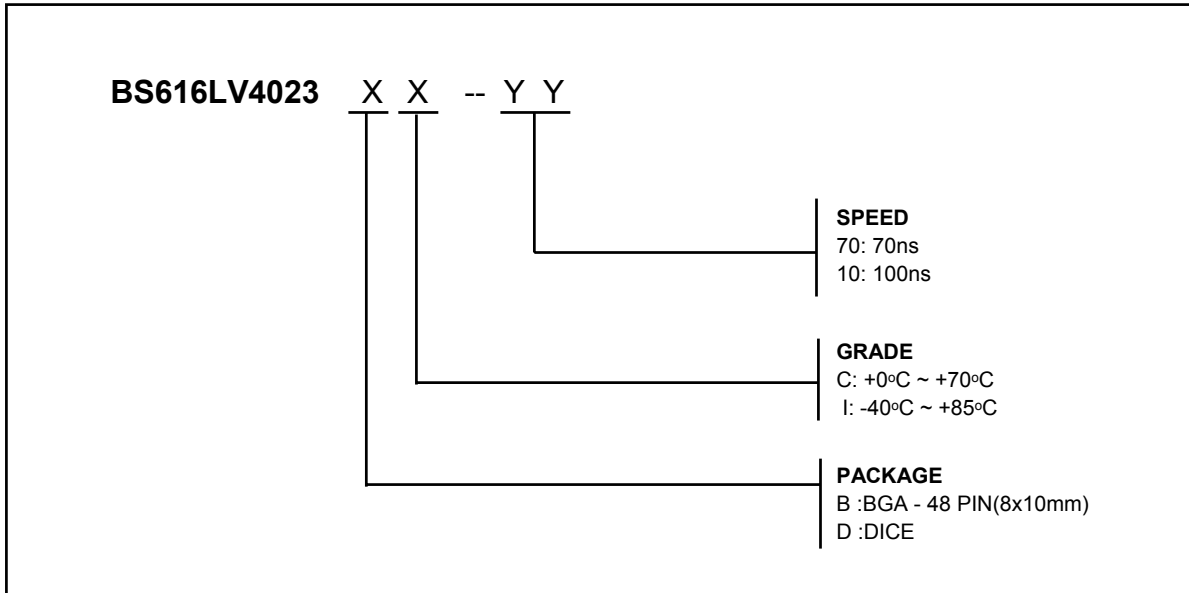 BS616LV4023 X X -- Y Y
SPEED
70: 70ns
10: 100ns
GRADE
C: +0oC ~ +70oC
I: -40oC ~ +85oC
PACKAGE
B :BGA - 48 PIN(8x10mm)
D :DICE